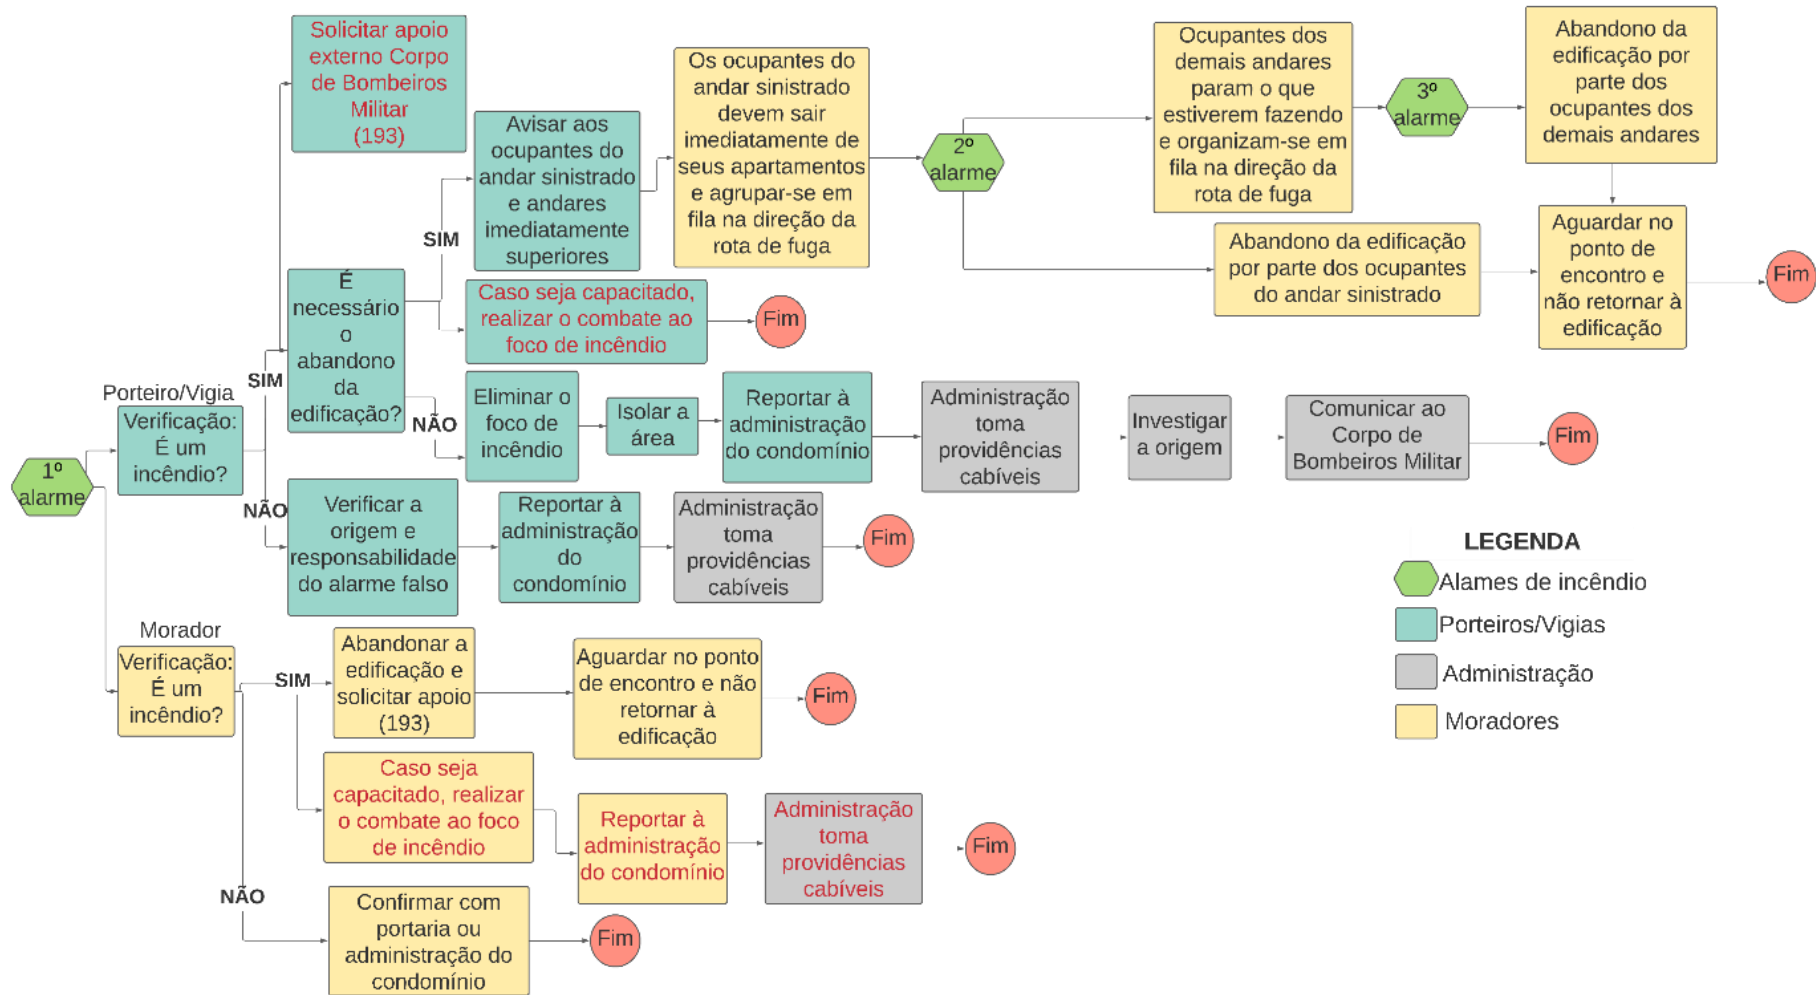 Solicitar apoio
externo Corpo
de Bombeiros
Militar
(193)
Avisar aos
ocupantes do
andar sinistrado
e andares
imediatamente
superiores
Os ocupantes do
andar sinistrado
devem sair
imediatamente de
seus apartamentos
e agrupar-se em
fila na direção da
rota de fuga
2º
alarme
Ocupantes dos
demais andares
param o que
estiverem fazendo
e organizam-se em
fila na direção da
rota de fuga
3º
alarme
Abandono da
edificação por
parte dos
ocupantes dos
demais andares
Abandono da edificação
por parte dos ocupantes
do andar sinistrado
Aguardar no
ponto de
encontro e
não retornar à
edificação
Fim
SIM
É
necessário
o
abandono
da
edificação?
Caso seja capacitado,
realizar o combate ao
foco de incêndio
Fim
SIM
NÃO
Eliminar o
foco de
incêndio
Isolar a
área
Reportar à
administração
do condomínio
Administração
toma
providências
cabíveis
Investigar
a origem
Comunicar ao
Corpo de
Bombeiros Militar
Fim
Porteiro/Vigia
Verificação:
É um
incêndio?
1º
alarme
NÃO
Verificar a
origem e
responsabilidade
do alarme falso
Reportar à
administração
do
condomínio
Administração
toma
providências
cabíveis
Fim
Morador
Verificação:
É um
incêndio?
SIM
Abandonar a
edificação e
solicitar apoio
(193)
Aguardar no ponto
de encontro e não
retornar à
edificação
Fim
Caso seja
capacitado, realizar
o combate ao foco
de incêndio
Reportar à
administração
do condomínio
Administração
toma
providências
cabíveis
Fim
NÃO
Confirmar com
portaria ou
administração do
condomínio
Fim
LEGENDA
Alames de incêndio
Porteiros/Vigias
Administração
Moradores